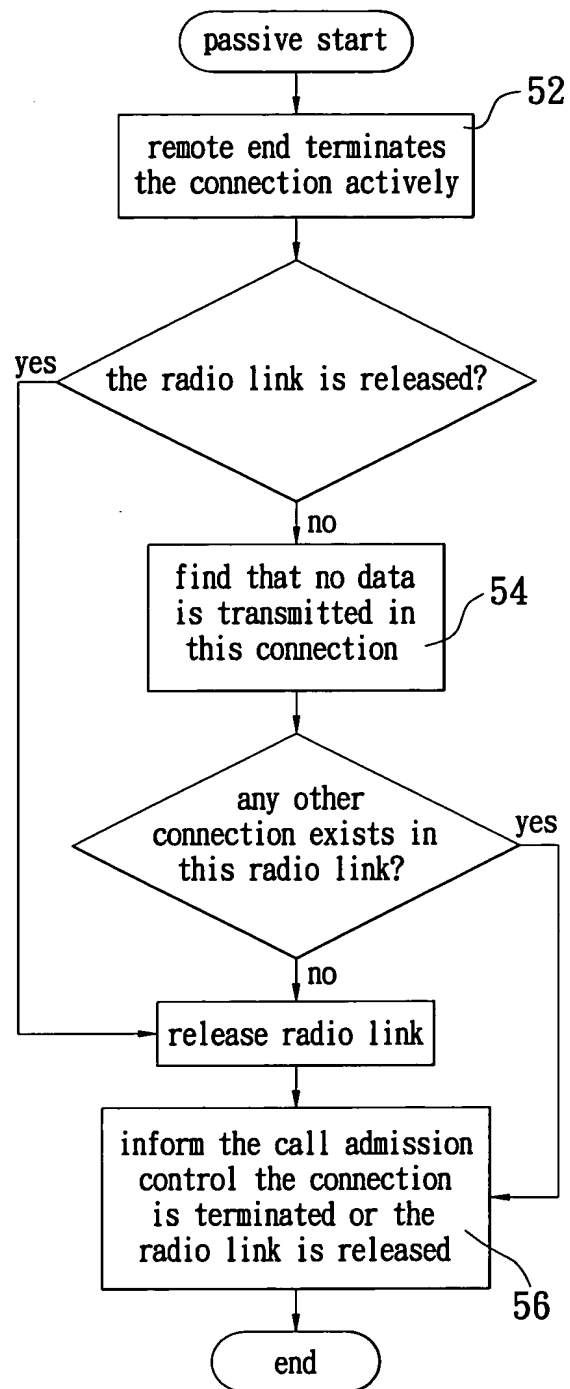 passive start
52
remote end terminates
the connection actively
yes
the radio link is released?
no
find that no data
is transmitted in
this connection
54
any other
connection exists in
this radio link?
yes
no
release radio link
inform the call admission
control the connection
is terminated or the
radio link is released
56
end